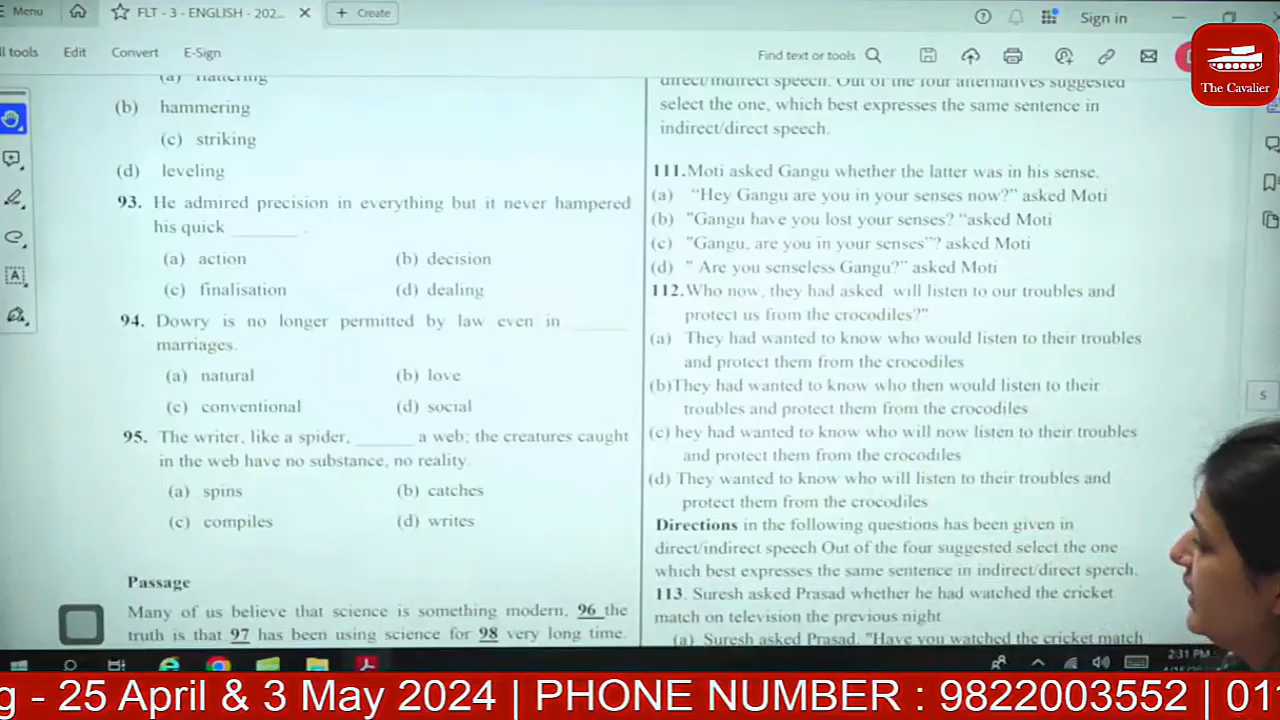 Menu
FLT - 3 - ENGLISH - 202...
Create
Sign in
ll tools
Edit
Convert
E-Sign
Find text or tools
The Cavalier
(a) flattering
(b) hammering
(c) striking
(d) leveling
93. He admired precision in everything but it never hampered
his quick ______ .
(a) action
(b) decision
(c) finalisation
(d) dealing
94. Dowry is no longer permitted by law even in ______
marriages.
(a) natural
(b) love
(c) conventional
(d) social
95. The writer, like a spider, ______ a web; the creatures caught
in the web have no substance, no reality.
(a) spins
(b) catches
(c) compiles
(d) writes
Passage
Many of us believe that science is something modern, 96 the
truth is that 97 has been using science for 98 very long time.
direct/indirect speech. Out of the four alternatives suggested
select the one, which best expresses the same sentence in
indirect/direct speech.
111.Moti asked Gangu whether the latter was in his sense.
(a) “Hey Gangu are you in your senses now?” asked Moti
(b) "Gangu have you lost your senses? “asked Moti
(c) "Gangu, are you in your senses”? asked Moti
(d) " Are you senseless Gangu?” asked Moti
112.Who now, they had asked will listen to our troubles and
protect us from the crocodiles?"
(a) They had wanted to know who would listen to their troubles
and protect them from the crocodiles
(b)They had wanted to know who then would listen to their
troubles and protect them from the crocodiles
(c) hey had wanted to know who will now listen to their troubles
and protect them from the crocodiles
(d) They wanted to know who will listen to their troubles and
protect them from the crocodiles
Directions in the following questions has been given in
direct/indirect speech Out of the four suggested select the one
which best expresses the same sentence in indirect/direct sperch.
113. Suresh asked Prasad whether he had watched the cricket
match on television the previous night
(a) Suresh asked Prasad, "Have you watched the cricket match
5
2:31 PM
g - 25 April & 3 May 2024 | PHONE NUMBER : 9822003552 | 01